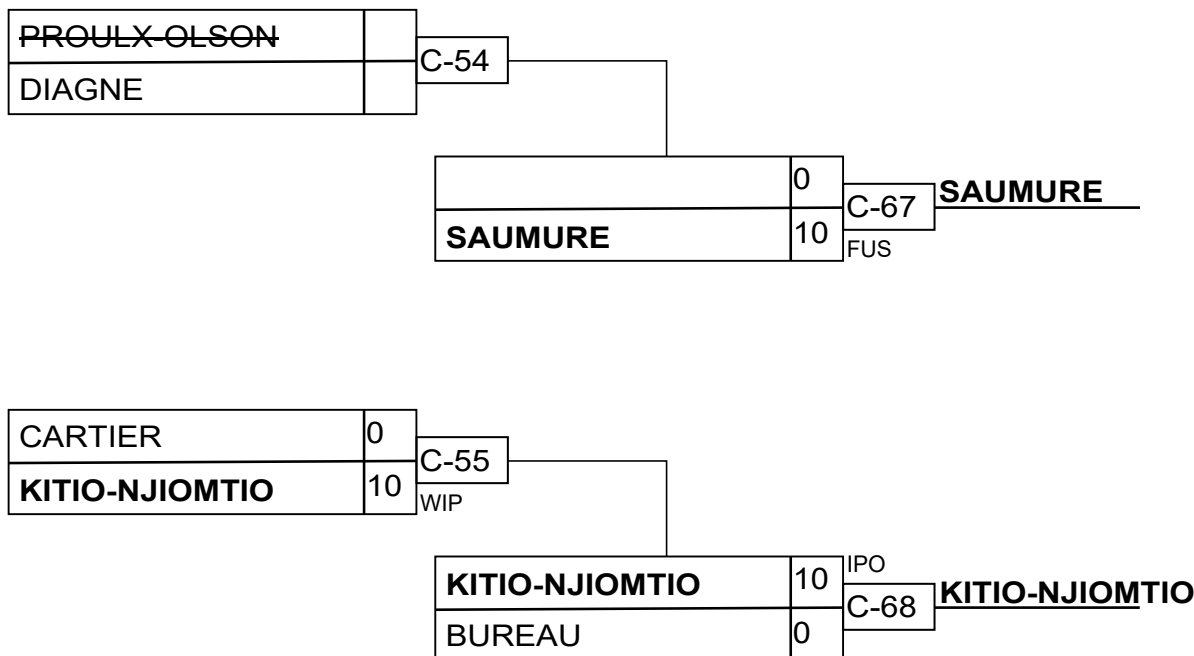 PROULX-OLSON
C-54
DIAGNE
0
C-67
SAUMURE
SAUMURE 10
FUS
CARTIER 0
C-55
KITIO-NJIOMTIO 10
WIP
KITIO-NJIOMTIO 10
IPO
C-68
KITIO-NJIOMTIO
BUREAU 0